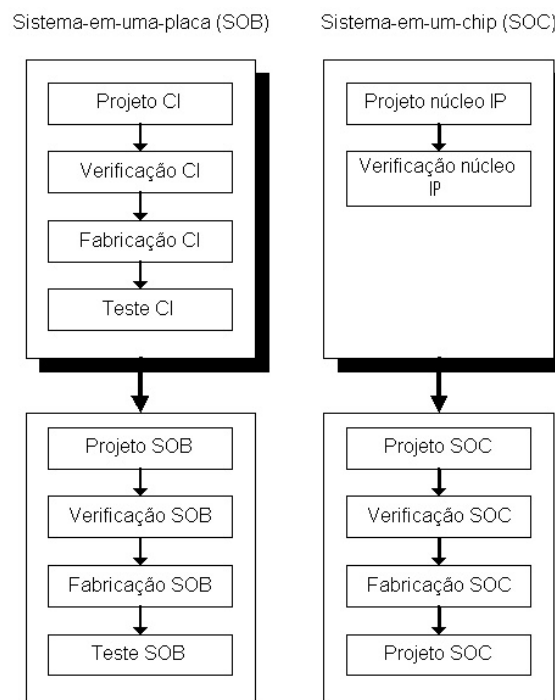 Sistema-em-uma-placa (SOB)
Projeto CI
Verificação CI
Fabricação CI
Teste CI
Projeto SOB
Verificação SOB
Fabricação SOB
Teste SOB
Sistema-em-um-chip (SOC)
Projeto núcleo IP
Verificação núcleo
IP
Projeto SOC
Verificação SOC
Fabricação SOC
Projeto SOC